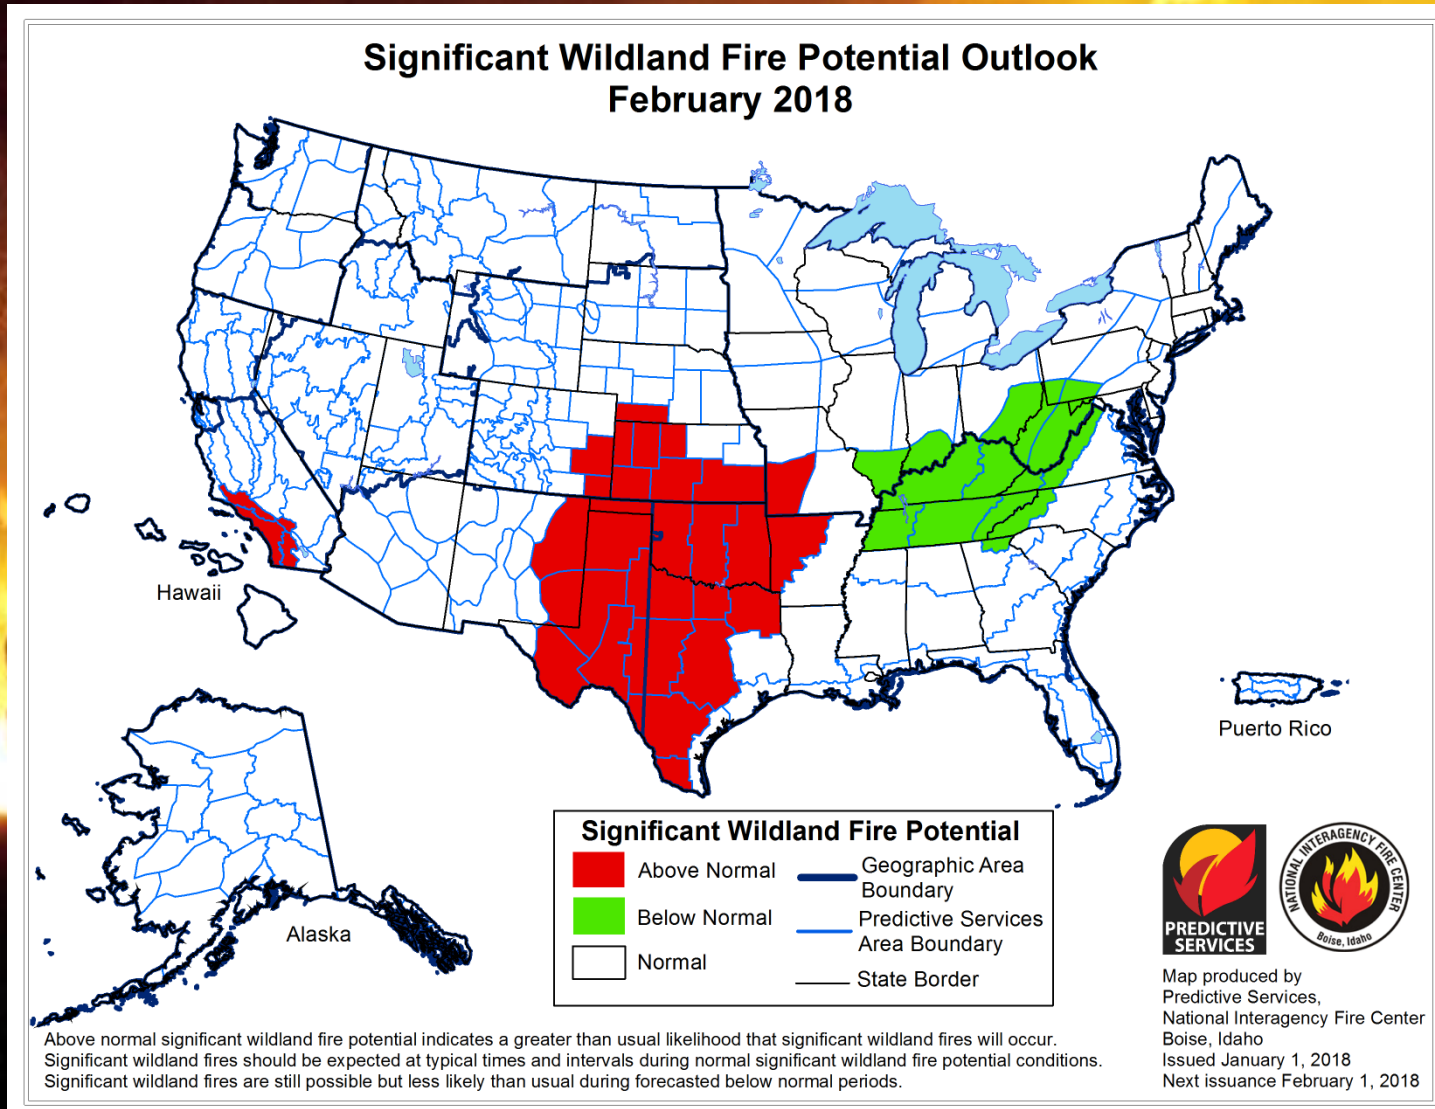 Significant Wildland Fire Potential Outlook
February 2018
Hawaii
Alaska
Puerto Rico
Significant Wildland Fire Potential
Above Normal
Below Normal
Normal
Geographic Area
Boundary
Predictive Services
Area Boundary
State Border
PREDICTIVE
SERVICES
NATIONAL INTERAGENCY FIRE CENTER
Boise, Idaho
Map produced by
Predictive Services,
National Interagency Fire Center
Boise, Idaho
Issued January 1, 2018
Next issuance February 1, 2018
Above normal significant wildland fire potential indicates a greater than usual likelihood that significant wildland fires will occur.
Significant wildland fires should be expected at typical times and intervals during normal significant wildland fire potential conditions.
Significant wildland fires are still possible but less likely than usual during forecasted below normal periods.